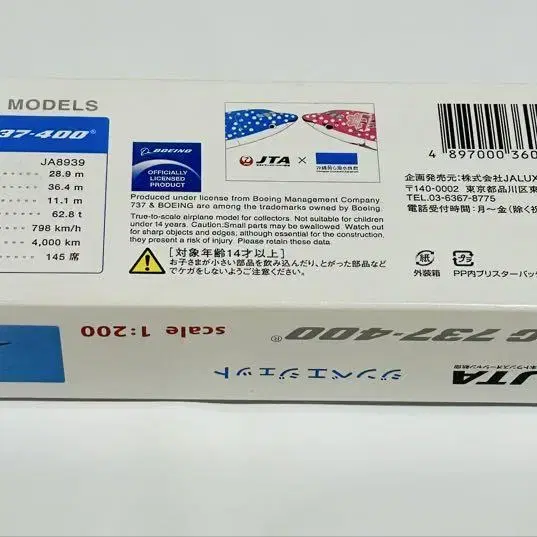 MODELS
37-400®
JA8939
28.9 m
36.4 m
11.1 m
62.8 t
798 km/h
4,000 km
145 席
BOEING
OFFICIALLY
LICENSED
PRODUCT
JTA
×
Produced under license from Boeing Management Company.
737 & BOEING are among the trademarks owned by Boeing.
True-to-scale airplane model for collectors. Not suitable for children
under 14 years. Caution:Small parts may be swallowed. Watch out
for sharp objects and edges; although essential for the construction,
they present a risk of injury. Please retain these data.
[対象年齢14才以上]
お子さまが小さい部品を飲み込んだり、とがった部品など
でケガをしないようご注意ください。
4 897000 360
企画発売元:株式会社JALUX
〒140-0002 東京都品川区東
TEL.03-6367-8775
電話受付時間:月〜金(除く祝
紙
外装箱
PP内ブリスターパッ
JTA
G 737-400®
scale 1:200
ジンベエジェット